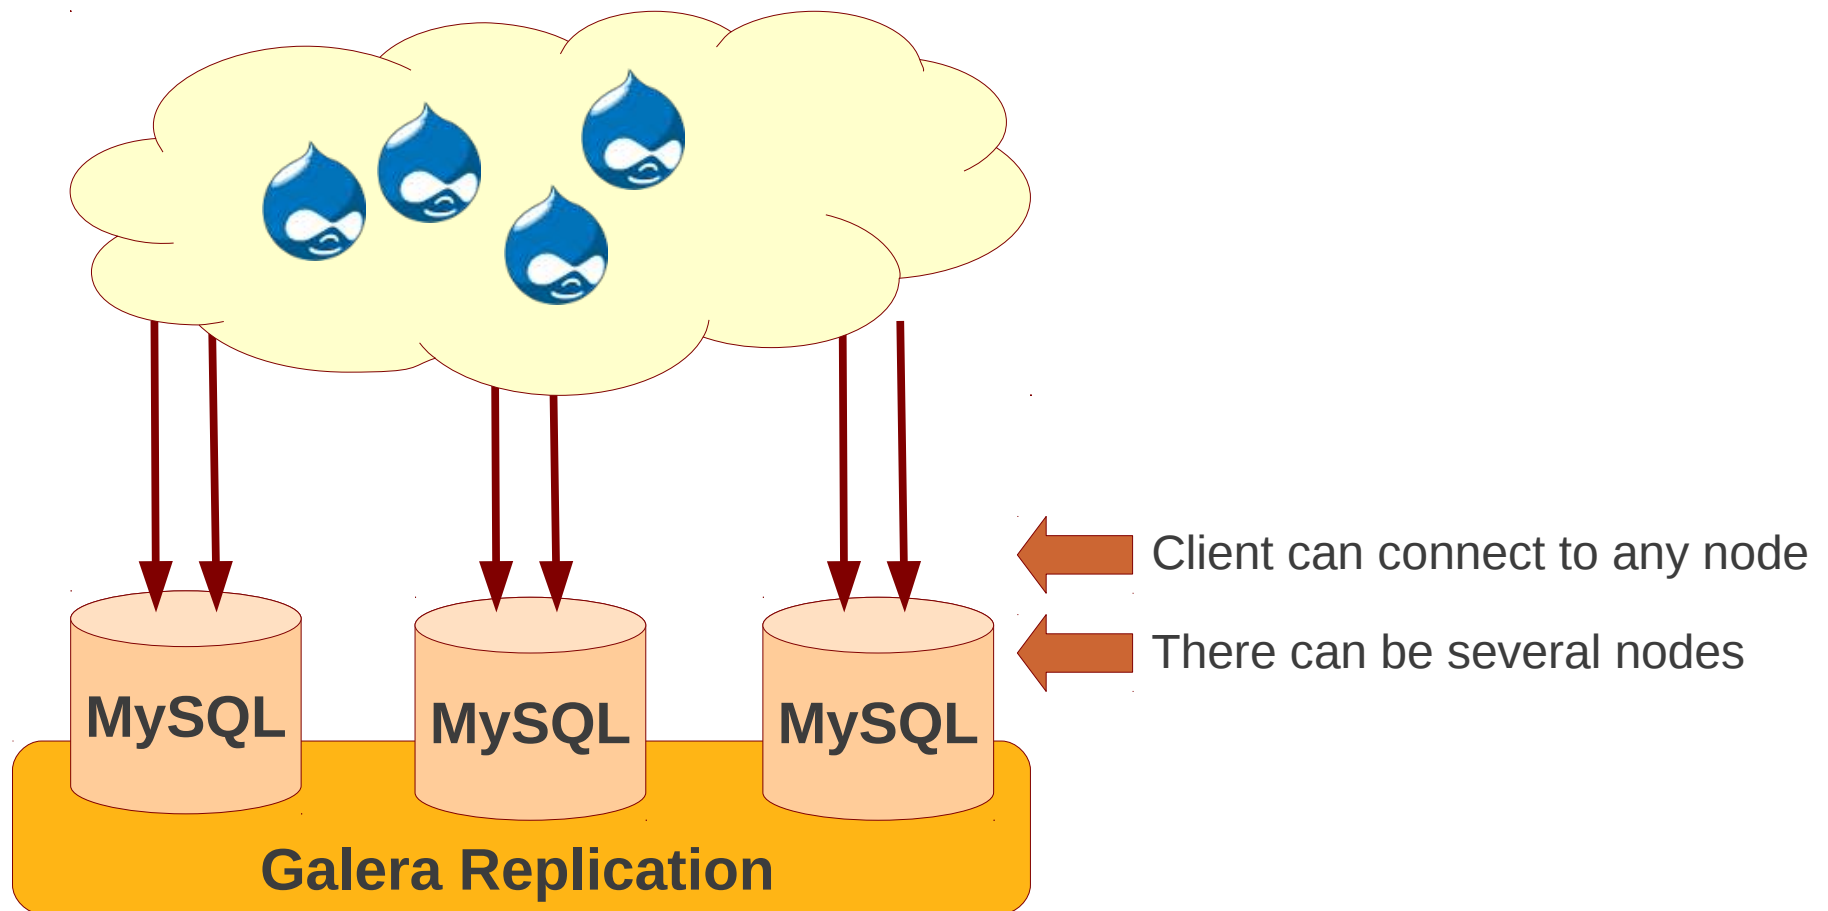 Client can connect to any node
There can be several nodes
MySQL
MySQL
MySQL
Galera Replication